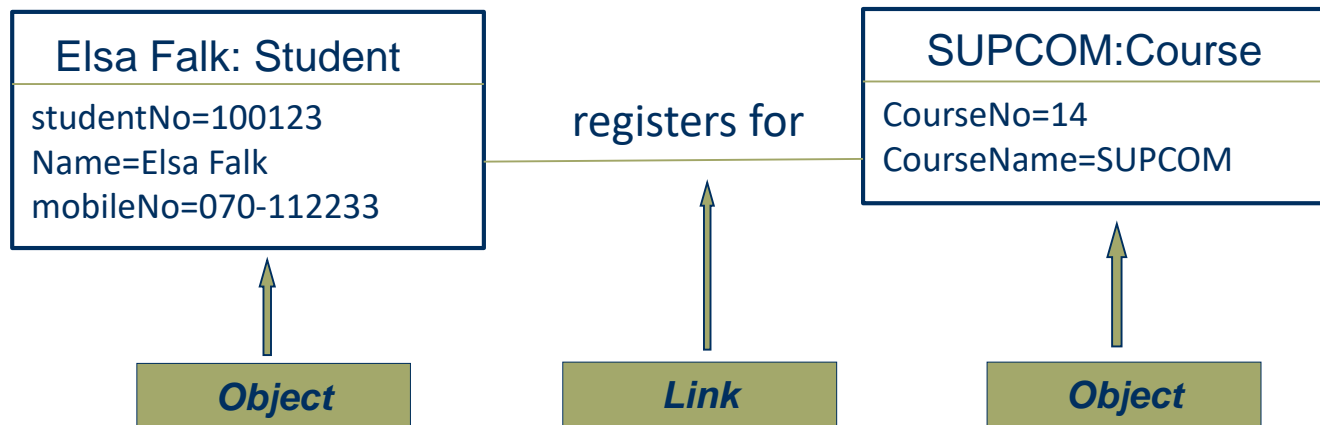 Elsa Falk: Student
studentNo=100123
Name=Elsa Falk
mobileNo=070-112233
registers for
SUPCOM:Course
CourseNo=14
CourseName=SUPCOM
Object
Link
Object